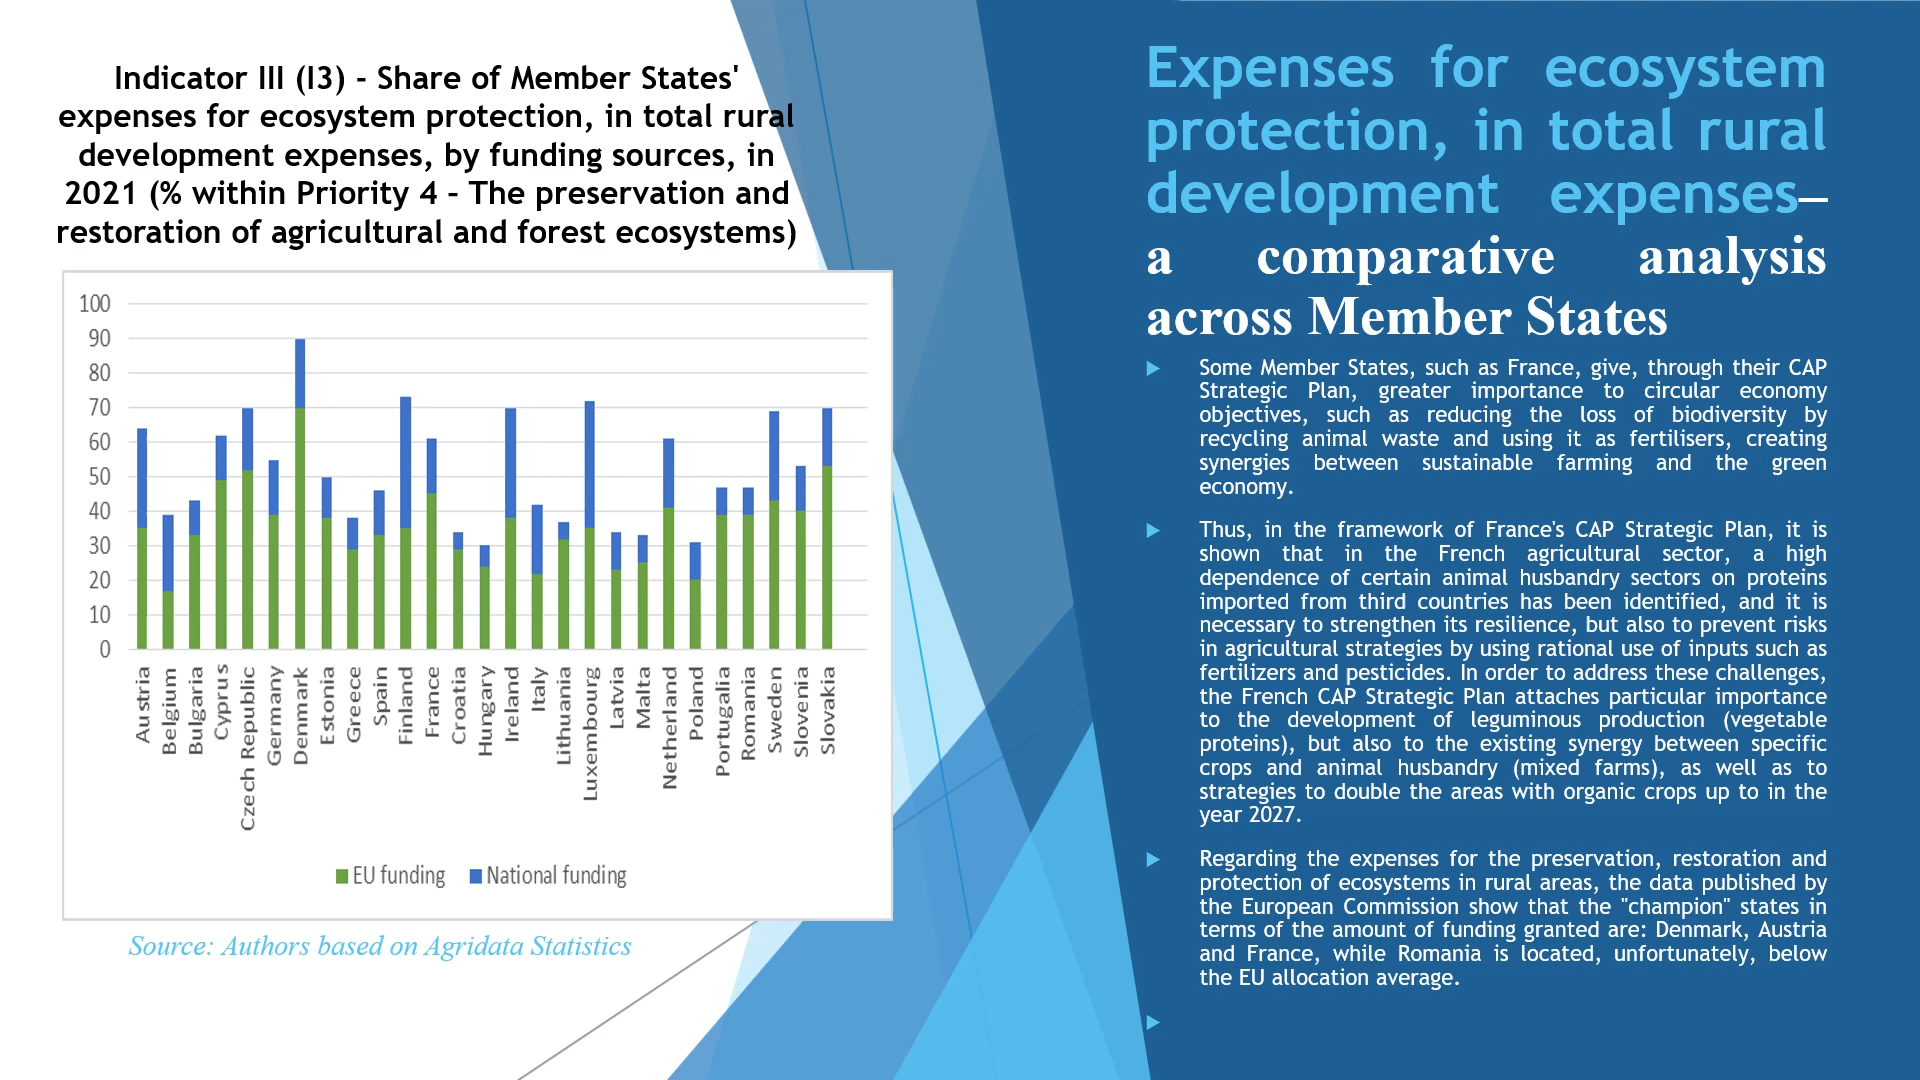 Indicator III (I3) - Share of Member States'
expenses for ecosystem protection, in total rural
development expenses, by funding sources, in
2021 (% within Priority 4 – The preservation and
restoration of agricultural and forest ecosystems)
100
90
80
70
60
50
40
30
20
10
0
Austria
Belgium
Bulgaria
Cyprus
Czech Republic
Germany
Denmark
Estonia
Greece
Spain
Finland
France
Croatia
Hungary
Ireland
Italy
Lithuania
Luxembourg
Latvia
Malta
Netherland
Poland
Portugalia
Romania
Sweden
Slovenia
Slovakia
EU funding
National funding
Source: Authors based on Agridata Statistics
Expenses for ecosystem
protection, in total rural
development expenses–
a comparative analysis
across Member States
Some Member States, such as France, give, through their CAP
Strategic Plan, greater importance to circular economy
objectives, such as reducing the loss of biodiversity by
recycling animal waste and using it as fertilisers, creating
synergies between sustainable farming and the green
economy.
Thus, in the framework of France's CAP Strategic Plan, it is
shown that in the French agricultural sector, a high
dependence of certain animal husbandry sectors on proteins
imported from third countries has been identified, and it is
necessary to strengthen its resilience, but also to prevent risks
in agricultural strategies by using rational use of inputs such as
fertilizers and pesticides. In order to address these challenges,
the French CAP Strategic Plan attaches particular importance
to the development of leguminous production (vegetable
proteins), but also to the existing synergy between specific
crops and animal husbandry (mixed farms), as well as to
strategies to double the areas with organic crops up to in the
year 2027.
Regarding the expenses for the preservation, restoration and
protection of ecosystems in rural areas, the data published by
the European Commission show that the "champion" states in
terms of the amount of funding granted are: Denmark, Austria
and France, while Romania is located, unfortunately, below
the EU allocation average.